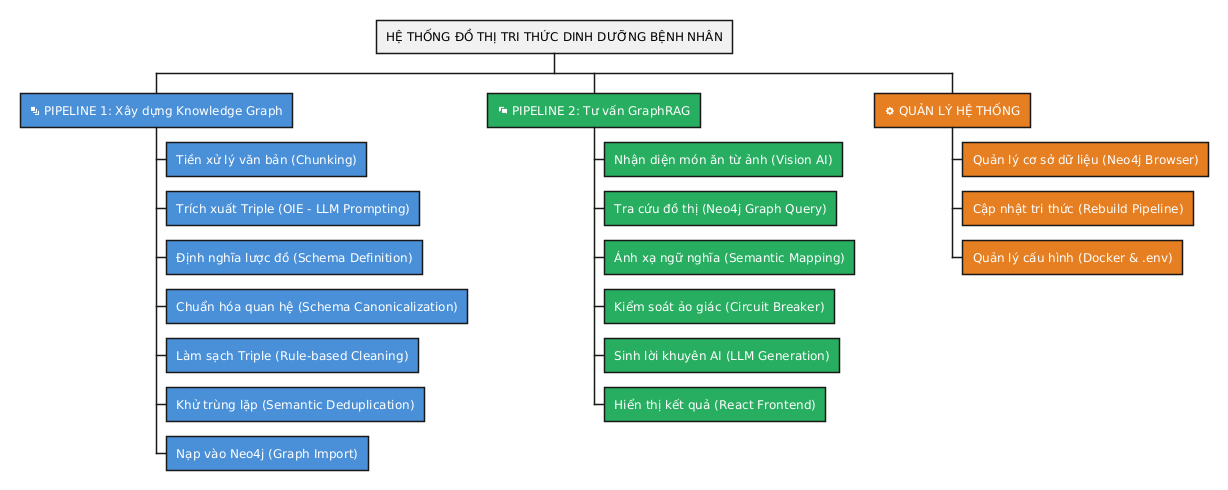 HỆ THỐNG ĐỒ THỊ TRI THỨC DINH DƯỠNG BỆNH NHÂN
PIPELINE 1: Xây dựng Knowledge Graph
Tiền xử lý văn bản (Chunking)
Trích xuất Triple (OIE - LLM Prompting)
Định nghĩa lược đồ (Schema Definition)
Chuẩn hóa quan hệ (Schema Canonicalization)
Làm sạch Triple (Rule-based Cleaning)
Khử trùng lặp (Semantic Deduplication)
Nạp vào Neo4j (Graph Import)
PIPELINE 2: Tư vấn GraphRAG
Nhận diện món ăn từ ảnh (Vision AI)
Tra cứu đồ thị (Neo4j Graph Query)
Ánh xạ ngữ nghĩa (Semantic Mapping)
Kiểm soát ảo giác (Circuit Breaker)
Sinh lời khuyên AI (LLM Generation)
Hiển thị kết quả (React Frontend)
QUẢN LÝ HỆ THỐNG
Quản lý cơ sở dữ liệu (Neo4j Browser)
Cập nhật tri thức (Rebuild Pipeline)
Quản lý cấu hình (Docker & .env)